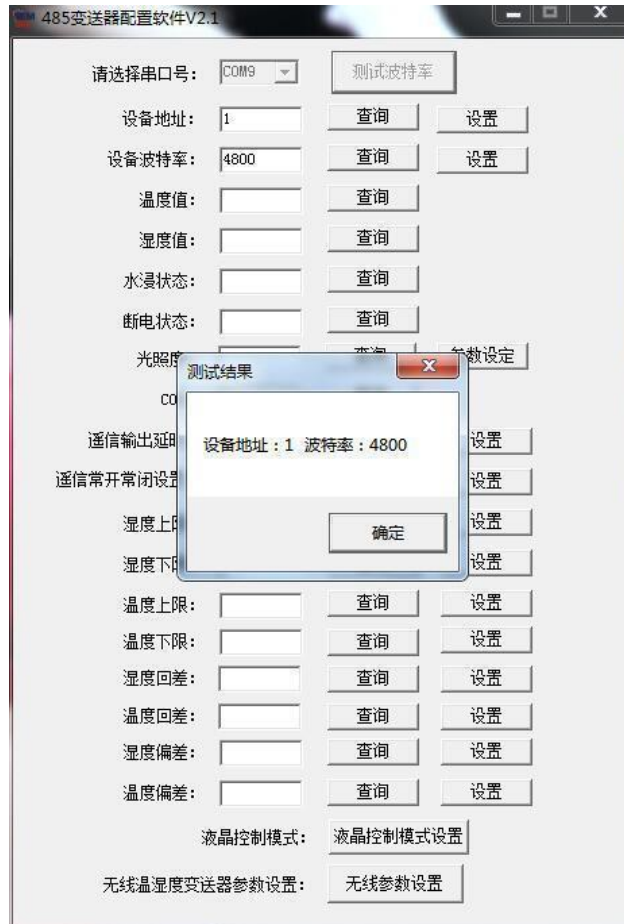 485变送器配置软件V2.1
请选择串口号： COM9 测试波特率
设备地址： 1 查询 设置
设备波特率： 4800 查询 设置
温度值： 查询
湿度值： 查询
水浸状态： 查询
断电状态： 查询
光照度 查询 参数设定
测试结果
CO
设备地址：1 波特率：4800
遥信输出延时 设置
遥信常开常闭设置 设置
湿度上限 设置
确定
湿度下限 设置
温度上限： 查询 设置
温度下限： 查询 设置
湿度回差： 查询 设置
温度回差： 查询 设置
湿度偏差： 查询 设置
温度偏差： 查询 设置
液晶控制模式： 液晶控制模式设置
无线温湿度变送器参数设置： 无线参数设置